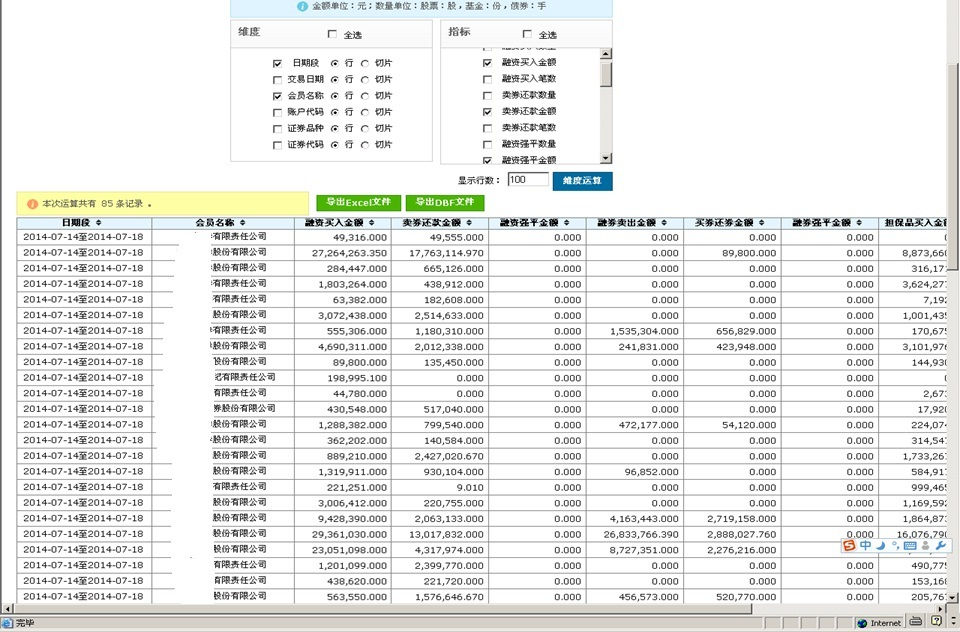 金额单位：元；数量单位：股票：股，基金：份，债券：手
维度 全选
指标 全选
日期段 行 切片
交易日期 行 切片
会员名称 行 切片
账户代码 行 切片
证券品种 行 切片
证券代码 行 切片
融资买入金额
融资买入笔数
卖券还款数量
卖券还款金额
卖券还款笔数
融资强平数量
融资强平金额
显示行数： 100 维度运算
本次运算共有 85 条记录 。 导出Excel文件 导出DBF文件
日期段 会员名称 融资买入金额 卖券还款金额 融资强平金额 融券卖出金额 买券还券金额 融券强平金额 担保品买入金
2014-07-14至2014-07-18 有限责任公司 49,316.000 49,555.000 0.000 0.000 0.000 0.000
2014-07-14至2014-07-18 股份有限公司 27,264,263.350 17,763,114.970 0.000 0.000 89,800.000 0.000 8,873,66
2014-07-14至2014-07-18 股份有限公司 284,447.000 665,126.000 0.000 0.000 0.000 0.000 316,17
2014-07-14至2014-07-18 有限责任公司 1,803,264.000 438,912.000 0.000 0.000 0.000 0.000 3,624,27
2014-07-14至2014-07-18 有限责任公司 63,382.000 182,608.000 0.000 0.000 0.000 0.000 7,19
2014-07-14至2014-07-18 股份有限公司 3,072,438.000 2,514,633.000 0.000 0.000 0.000 0.000 1,001,43
2014-07-14至2014-07-18 有限责任公司 555,306.000 1,180,310.000 0.000 1,535,304.000 656,829.000 0.000 170,67
2014-07-14至2014-07-18 股份有限公司 4,690,311.000 2,012,338.000 0.000 241,831.000 423,948.000 0.000 3,101,97
2014-07-14至2014-07-18 股份有限公司 89,800.000 135,450.000 0.000 0.000 0.000 0.000 144,93
2014-07-14至2014-07-18 有限责任公司 198,995.100 0.000 0.000 0.000 0.000 0.000
2014-07-14至2014-07-18 有限责任公司 44,780.000 0.000 0.000 0.000 0.000 0.000 2,67
2014-07-14至2014-07-18 券股份有限公司 430,548.000 517,040.000 0.000 0.000 0.000 0.000 17,92
2014-07-14至2014-07-18 股份有限公司 1,288,382.000 799,540.000 0.000 472,177.000 54,120.000 0.000 224,07
2014-07-14至2014-07-18 股份有限公司 362,202.000 140,584.000 0.000 0.000 0.000 0.000 314,54
2014-07-14至2014-07-18 股份有限公司 889,210.000 2,427,020.670 0.000 0.000 0.000 0.000 1,733,26
2014-07-14至2014-07-18 股份有限公司 1,319,911.000 930,104.000 0.000 96,852.000 0.000 0.000 584,91
2014-07-14至2014-07-18 有限责任公司 221,251.000 9.010 0.000 0.000 0.000 0.000 999,46
2014-07-14至2014-07-18 股份有限公司 3,006,412.000 220,755.000 0.000 0.000 0.000 0.000 1,169,59
2014-07-14至2014-07-18 股份有限公司 9,428,390.000 2,063,133.000 0.000 4,163,443.000 2,719,158.000 0.000 1,864,87
2014-07-14至2014-07-18 股份有限公司 29,361,030.000 13,017,832.000 0.000 26,833,766.390 2,888,027.760 0.000 16,076,79
2014-07-14至2014-07-18 股份有限公司 23,051,098.000 4,317,974.000 0.000 8,727,351.000 2,276,216.000 0.000
2014-07-14至2014-07-18 有限责任公司 1,201,099.000 2,399,770.000 0.000 0.000 0.000 0.000 490,77
2014-07-14至2014-07-18 有限责任公司 438,620.000 221,720.000 0.000 0.000 0.000 0.000 153,16
2014-07-14至2014-07-18 股份有限公司 563,550.000 1,576,646.670 0.000 456,573.000 520,770.000 0.000 205,76
中
完毕 Internet